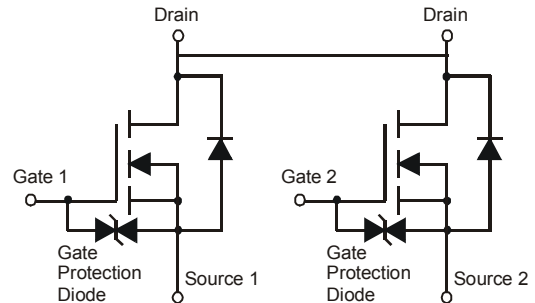 Drain
Drain
Gate 1
Gate 2
Gate
Protection
Diode
Source 1
Gate
Protection
Diode
Source 2